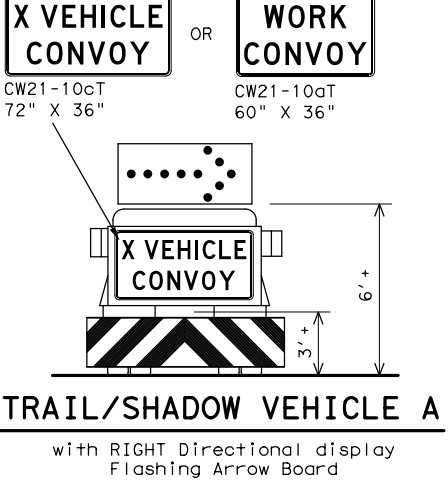 X VEHICLE
CONVOY
OR
WORK
CONVOY
CW21-10cT
72" X 36"
CW21-10aT
60" X 36"
X VEHICLE
CONVOY
6' +
3' +
TRAIL/SHADOW VEHICLE A
with RIGHT Directional display
Flashing Arrow Board